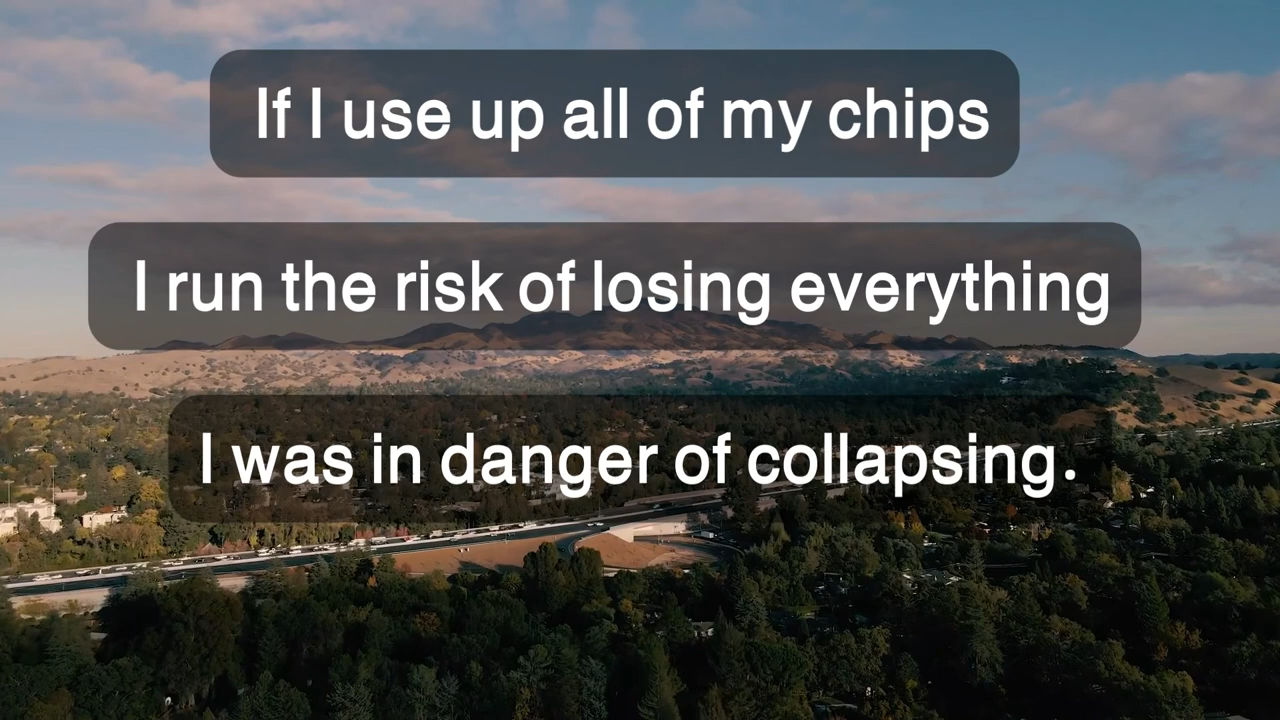 If I use up all of my chips
I run the risk of losing everything
I was in danger of collapsing.